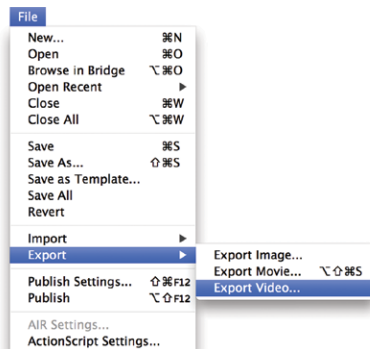 File
New... ⌘N
Open ⌘O
Browse in Bridge ⌥⌘O
Open Recent ▶
Close ⌘W
Close All ⌥⌘W
Save ⌘S
Save As... ⇧⌘S
Save as Template...
Save All
Revert
Import ▶
Export ▶
Export Image...
Export Movie... ⌥⇧⌘S
Export Video...
Publish Settings... ⇧⌘F12
Publish ⌥⇧F12
AIR Settings...
ActionScript Settings...